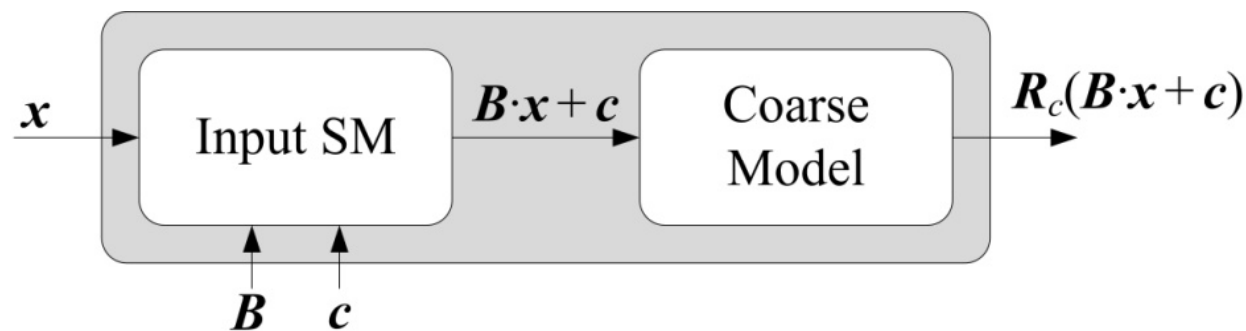 x
Input SM
B·x + c
Coarse
Model
R_c(B·x + c)
B
c